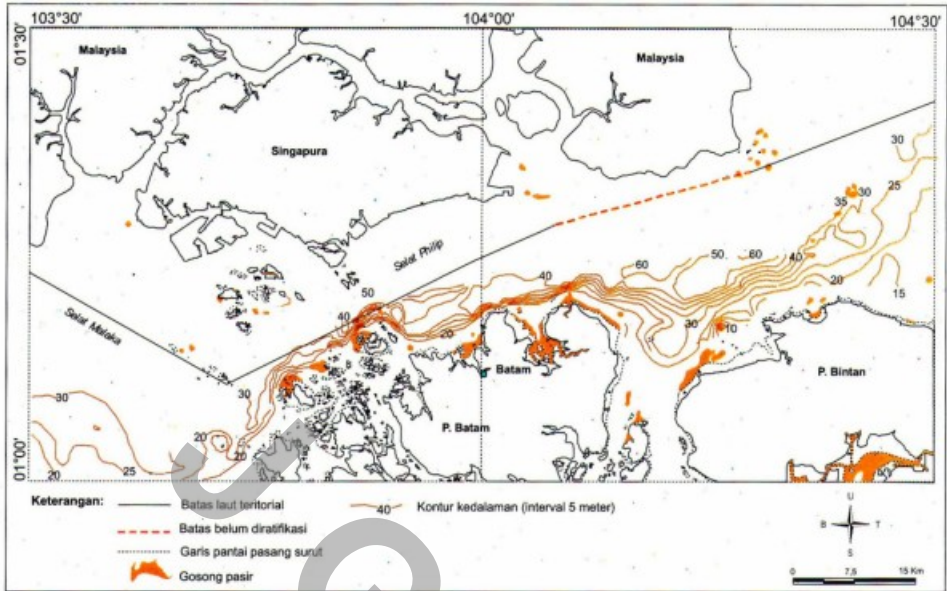 103°30' 104°00' 104°30'
01°30'
Malaysia
Malaysia
Singapura
Selat Philip
Selat Malaka
30
25
35 30
50 60 60
60
40
50
40
40
20
20
15
30
10
20
30
Batam
P. Bintan
P. Batam
30
20
20
20 25
01°00'
Keterangan:
Batas laut teritorial
40 Kontur kedalaman (interval 5 meter)
Batas belum diratifikasi
Garis pantai pasang surut
Gosong pasir
U
B T
S
0 7,5 15 Km